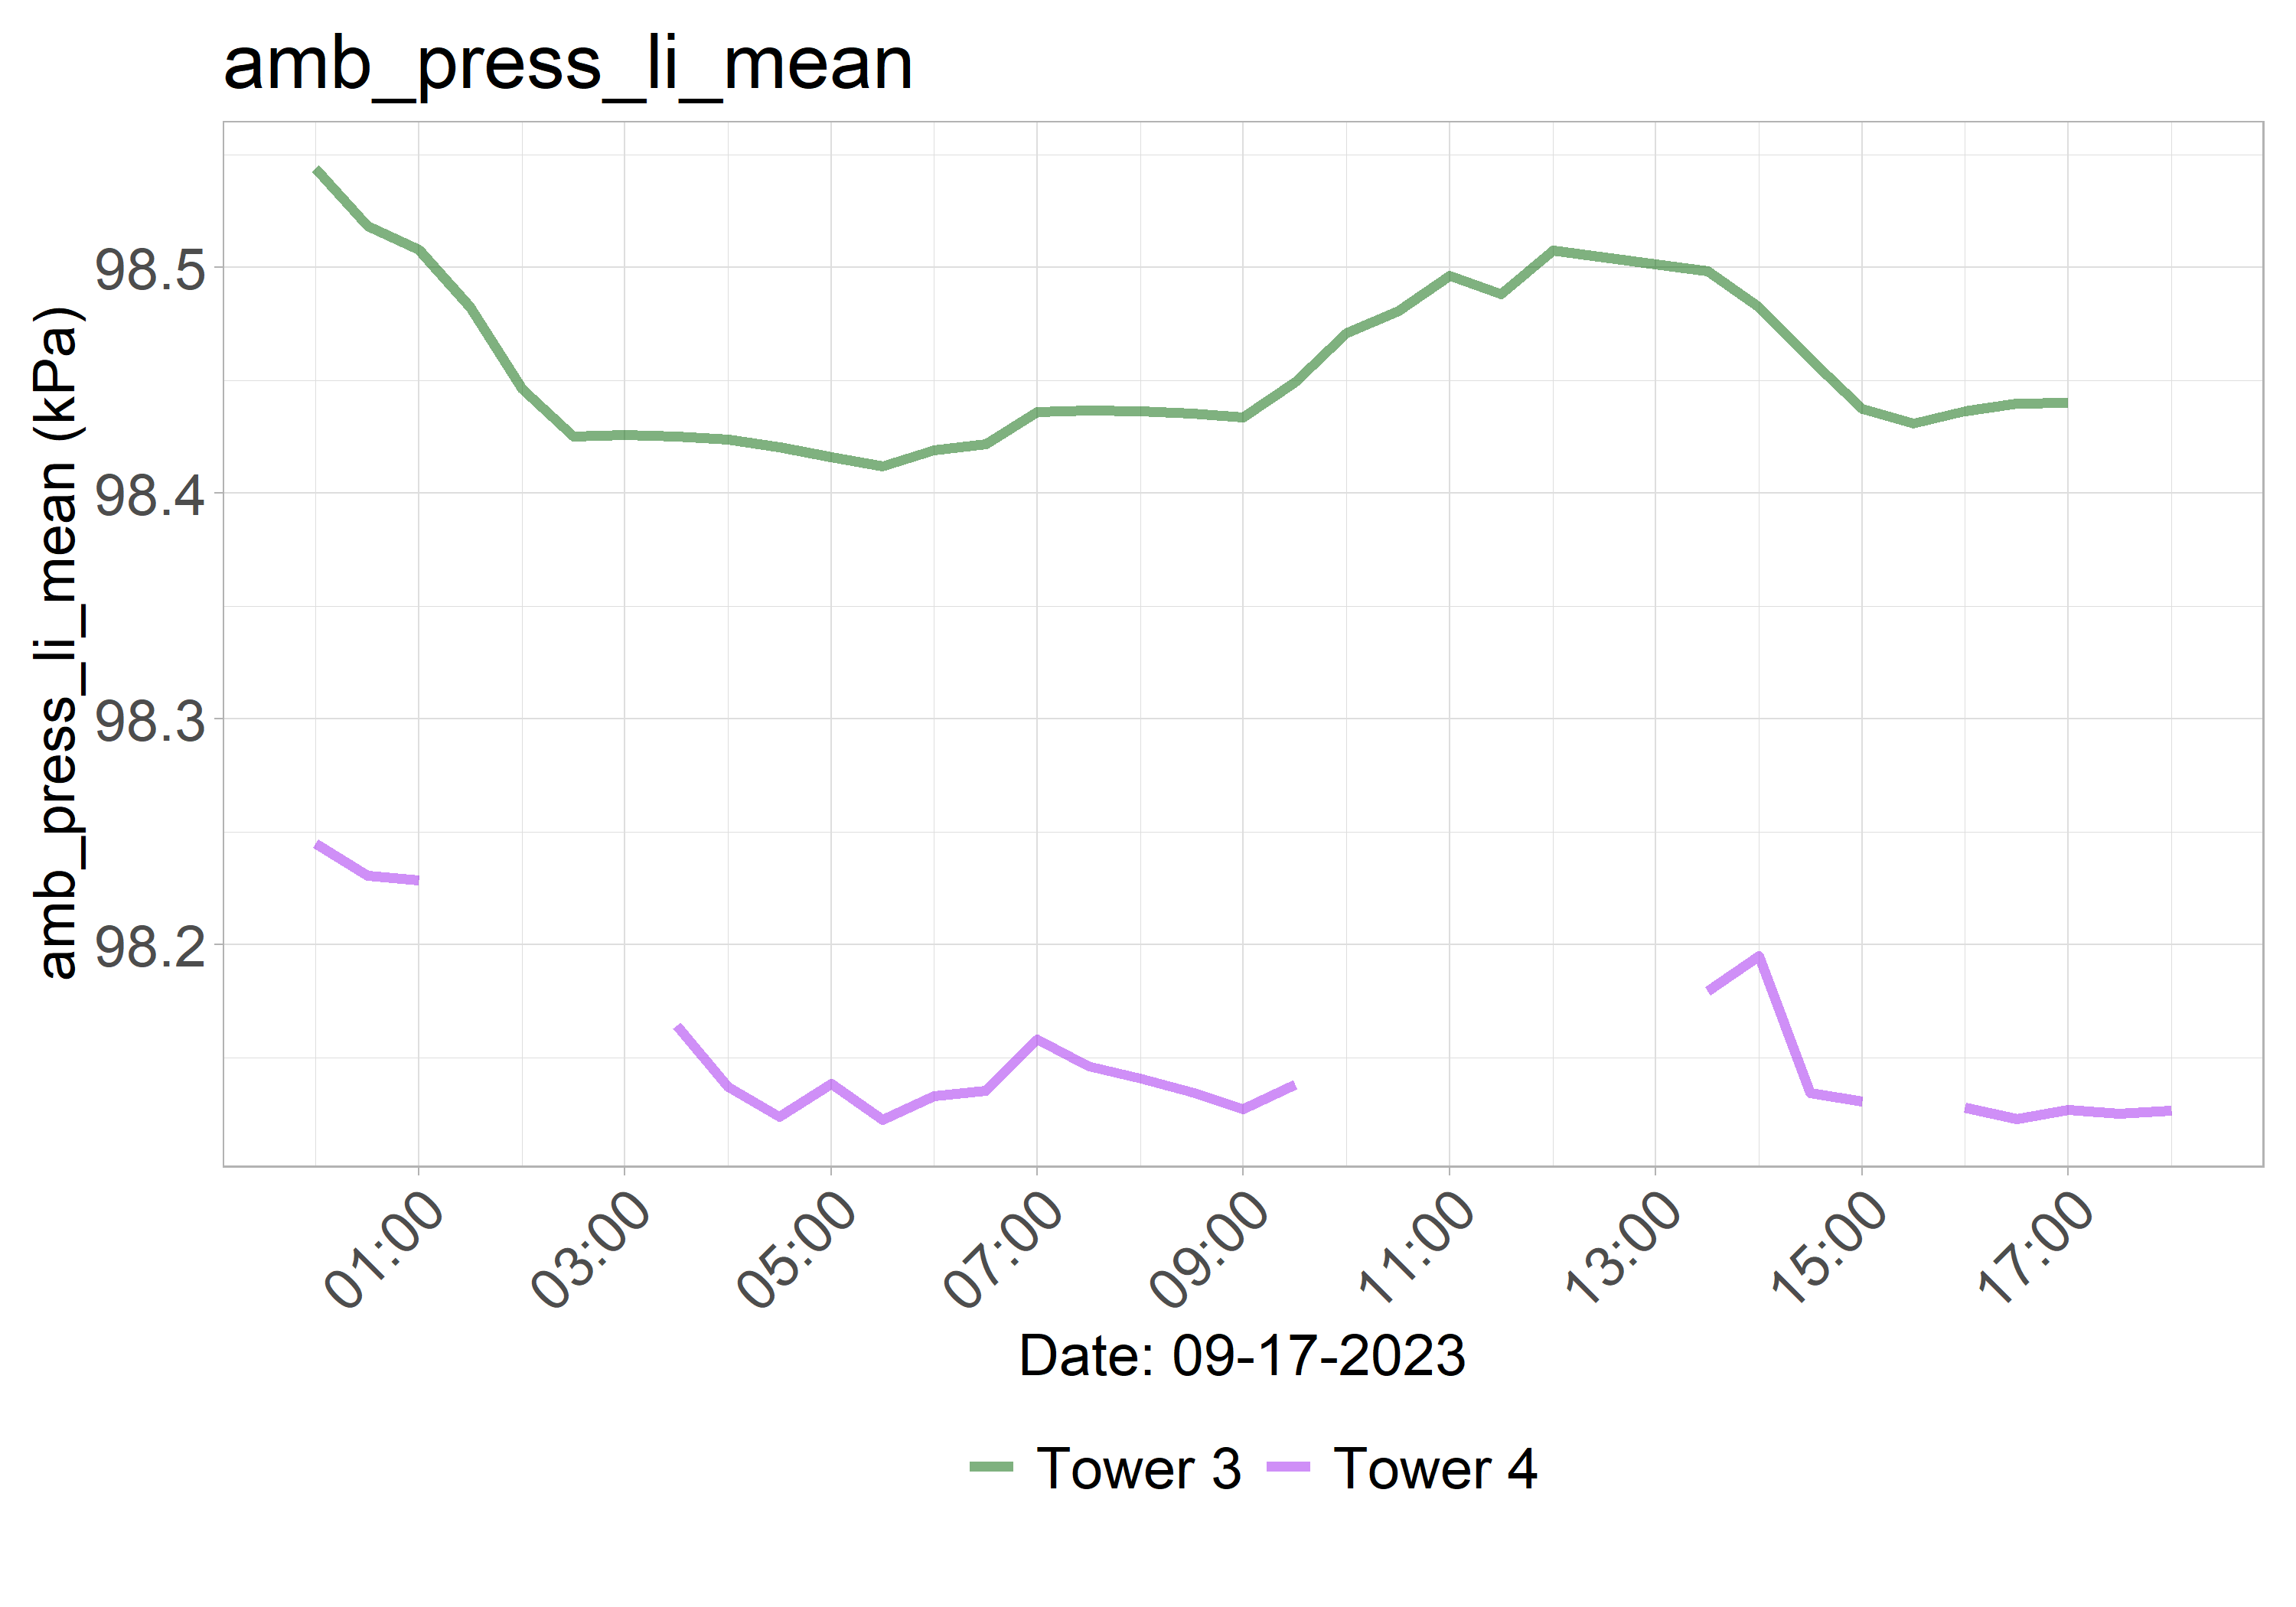 amb_press_li_mean
amb_press_li_mean (kPa)
98.5
98.4
98.3
98.2
01:00
03:00
05:00
07:00
09:00
11:00
13:00
15:00
17:00
Date: 09-17-2023
Tower 3
Tower 4